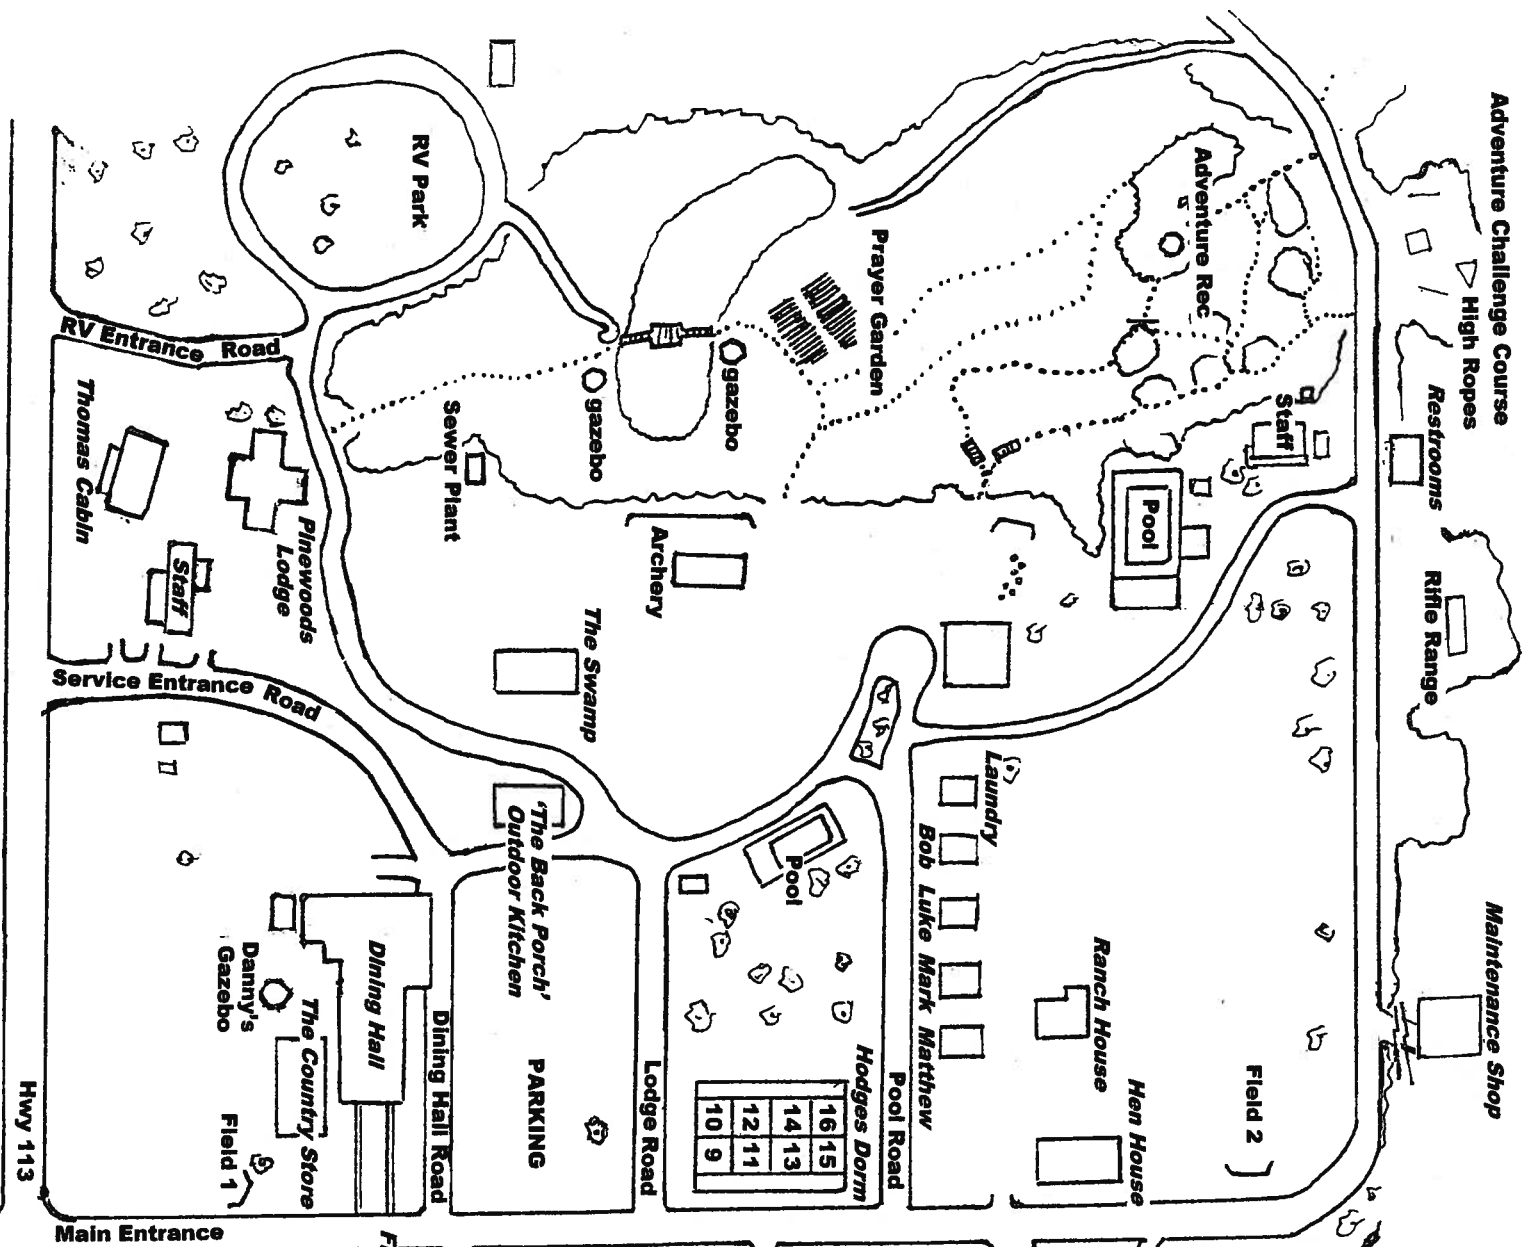 Adventure Challenge Course
High Ropes
Restrooms
Rifle Range
Maintenance Shop
Adventure Rec
Staff
Pool
Field 2
Prayer Garden
Laundry
Bob Luke Mark Matthew
Ranch House
Hen House
gazebo
gazebo
Archery
The Swamp
Pool
Hodges Dorm
16 15
14 13
12 11
10 9
Pool Road
Lodge Road
RV Park
Sewer Plant
'The Back Porch'
Outdoor Kitchen
PARKING
Dining Hall Road
RV Entrance Road
Thomas Cabin
Pinewoods
Lodge
Staff
Service Entrance Road
Dining Hall
Danny's
Gazebo
The Country Store
Field 1
Hwy 113
Main Entrance